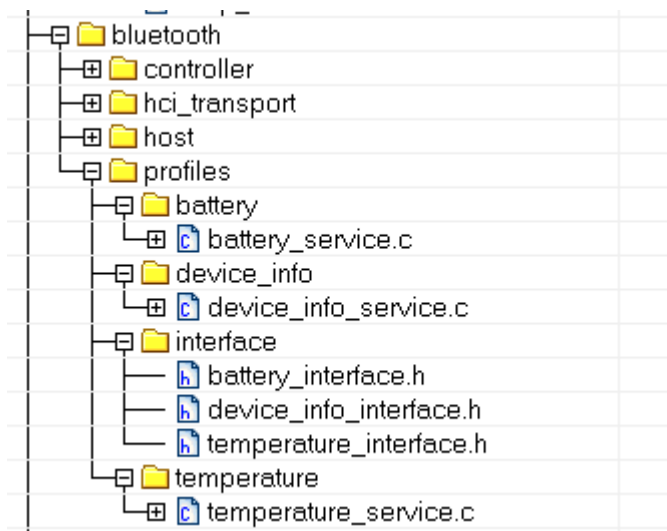 bluetooth
controller
hci_transport
host
profiles
battery
battery_service.c
device_info
device_info_service.c
interface
battery_interface.h
device_info_interface.h
temperature_interface.h
temperature
temperature_service.c